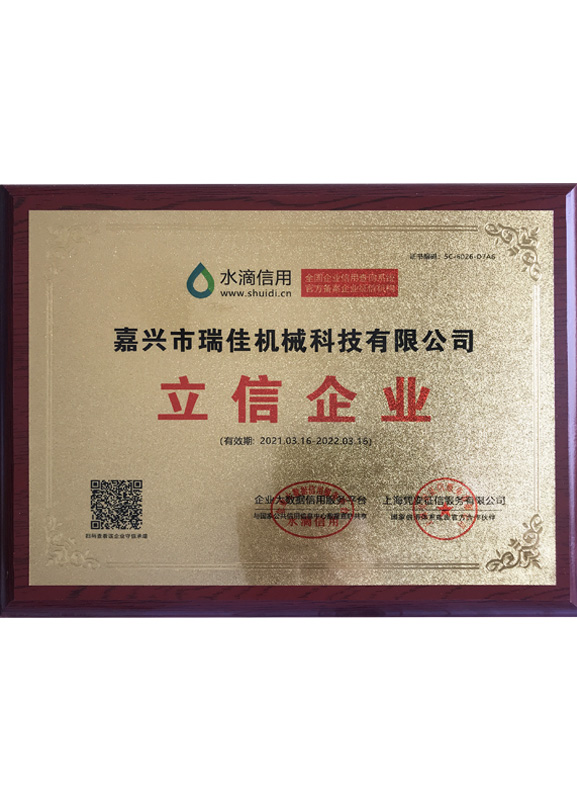 证书编码：SC-6026-D7A6
水滴信用
www.shuidi.cn
全国企业信用查询系统
官方备案企业征信机构
嘉兴市瑞佳机械科技有限公司
立信企业
(有效期: 2021.03.16-2022.03.16)
企业大数据信用服务平台
上海凭安征信服务有限公司
水滴信用
扫码查看该企业守信承诺